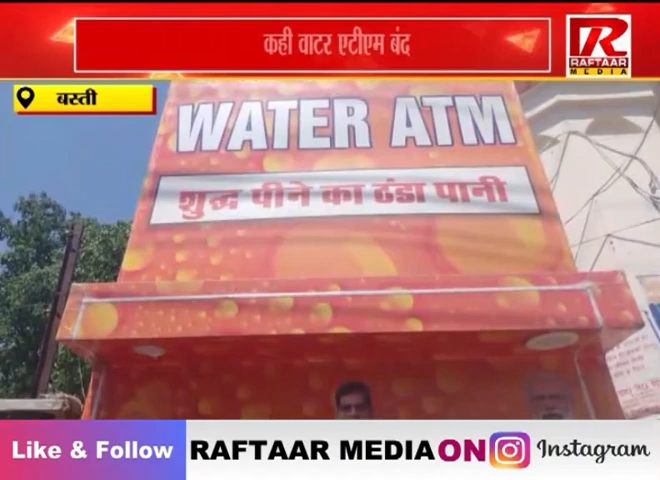 कही वाटर एटीएम बंद
R
RAFTAAR
MEDIA
बस्ती
WATER ATM
शुद्ध पीने का ठंडा पानी
Like & Follow
RAFTAAR MEDIA ON
Instagram